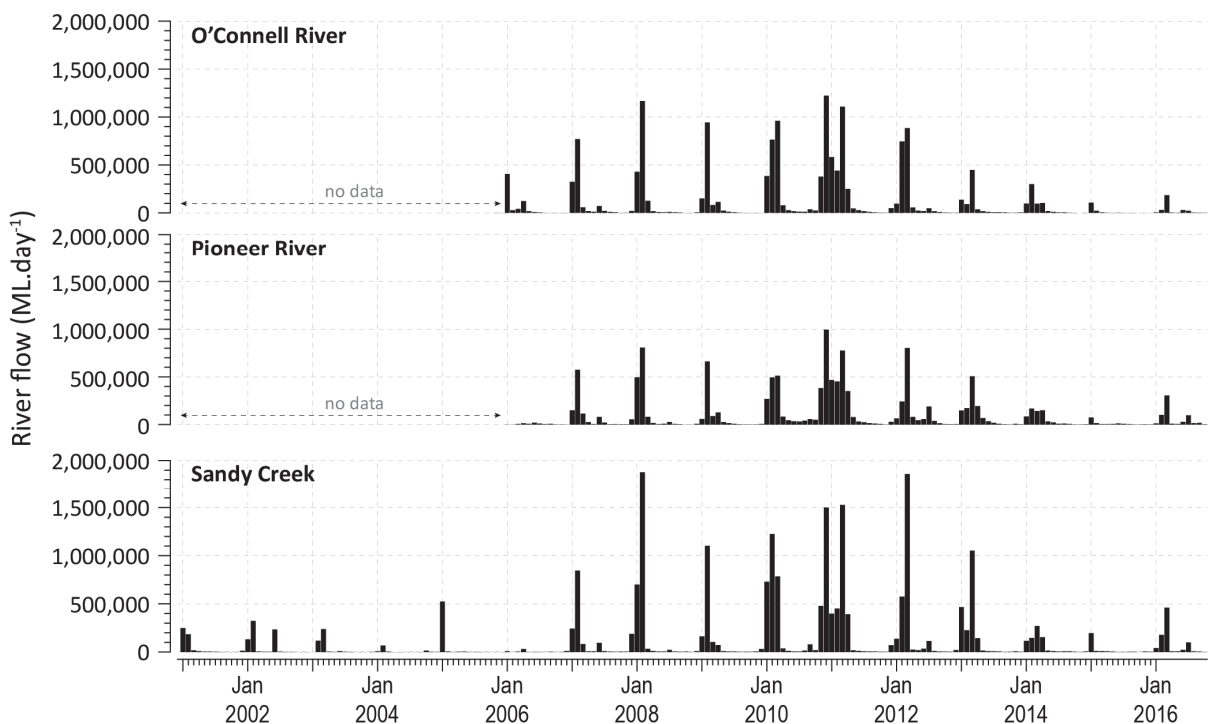 2,000,000
O’Connell River
1,500,000
1,000,000
500,000
no data
0
2,000,000
Pioneer River
1,500,000
1,000,000
500,000
no data
0
River flow (ML.day⁻¹)
2,000,000
Sandy Creek
1,500,000
1,000,000
500,000
0
Jan Jan Jan Jan Jan Jan Jan Jan
2002 2004 2006 2008 2010 2012 2014 2016